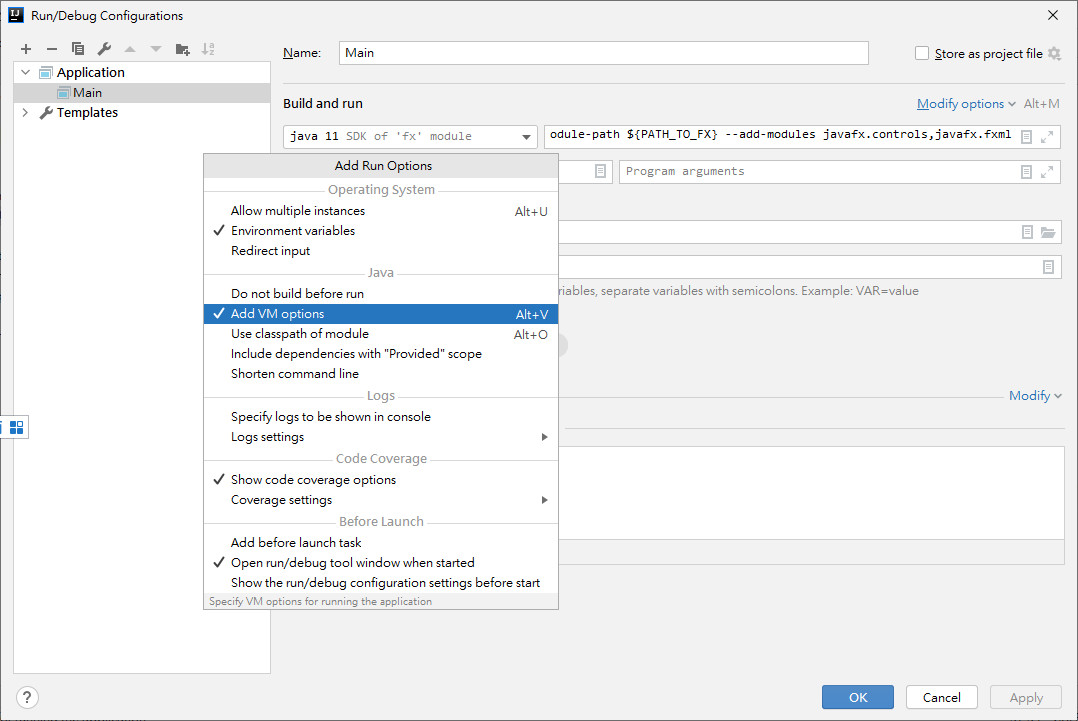 Run/Debug Configurations
Name: Main
Store as project file
Application
Main
Templates
Build and run
Modify options Alt+M
java 11 SDK of 'fx' module
odule-path ${PATH_TO_FX} --add-modules javafx.controls,javafx.fxml
Program arguments
Add Run Options
Operating System
Allow multiple instances Alt+U
Environment variables
Redirect input
Java
Do not build before run
Add VM options Alt+V
Use classpath of module Alt+O
Include dependencies with "Provided" scope
Shorten command line
Logs
Specify logs to be shown in console
Logs settings
Code Coverage
Show code coverage options
Coverage settings
Before Launch
Add before launch task
Open run/debug tool window when started
Show the run/debug configuration settings before start
Specify VM options for running the application
riables, separate variables with semicolons. Example: VAR=value
Modify
?
OK
Cancel
Apply